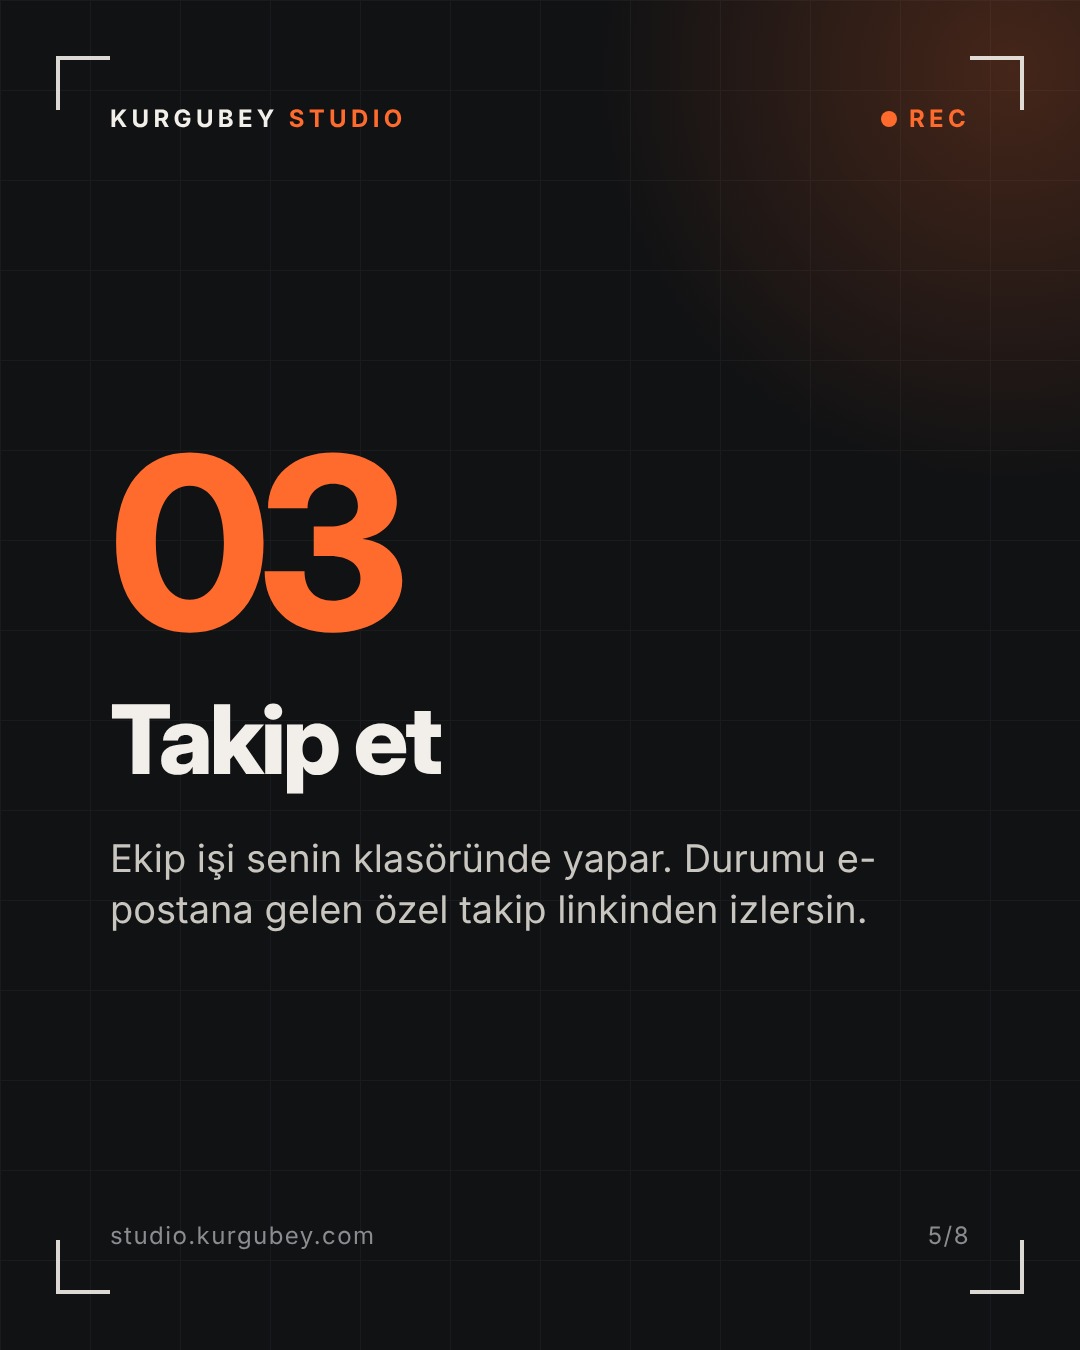 KURGUBEY STUDIO
REC
03
Takip et
Ekip işi senin klasöründe yapar. Durumu e-
postana gelen özel takip linkinden izlersin.
studio.kurgubey.com
5/8